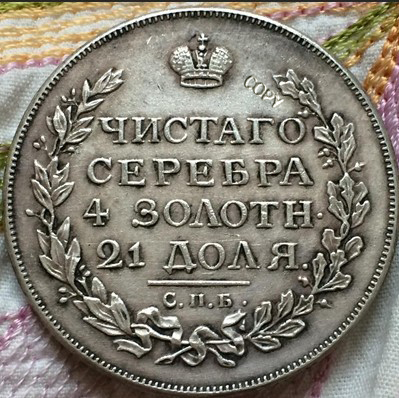 COPY
ЧИСТАГО
СЕРЕБРА
4 ЗОЛОТН·
21 ДОЛЯ.
С.П.Б.